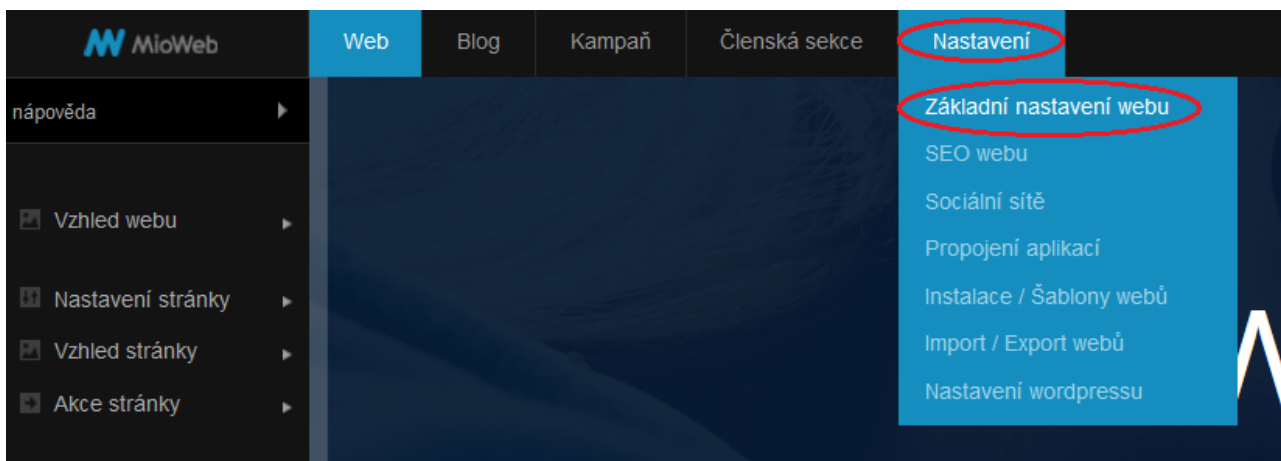 MioWeb
Web Blog Kampaň Členská sekce Nastavení
nápověda
Základní nastavení webu
SEO webu
Sociální sítě
Propojení aplikací
Instalace / Šablony webů
Import / Export webů
Nastavení wordpressu
Vzhled webu
Nastavení stránky
Vzhled stránky
Akce stránky